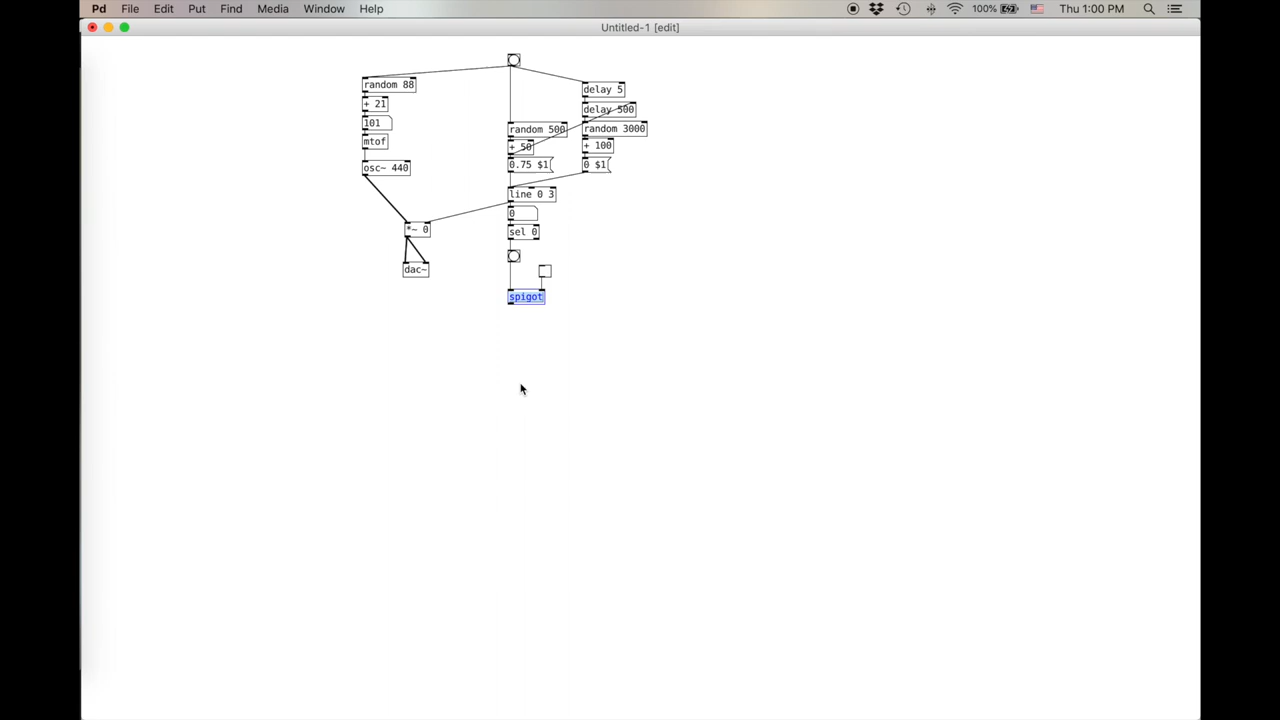 Pd File Edit Put Find Media Window Help 100% Thu 1:00 PM
Untitled-1 [edit]
random 88
+ 21
101
mtof
osc~ 440
*~ 0
dac~
random 500
+ 50
0.75 $1
line 0 3
0
sel 0
spigot
delay 5
delay 500
random 3000
+ 100
0 $1